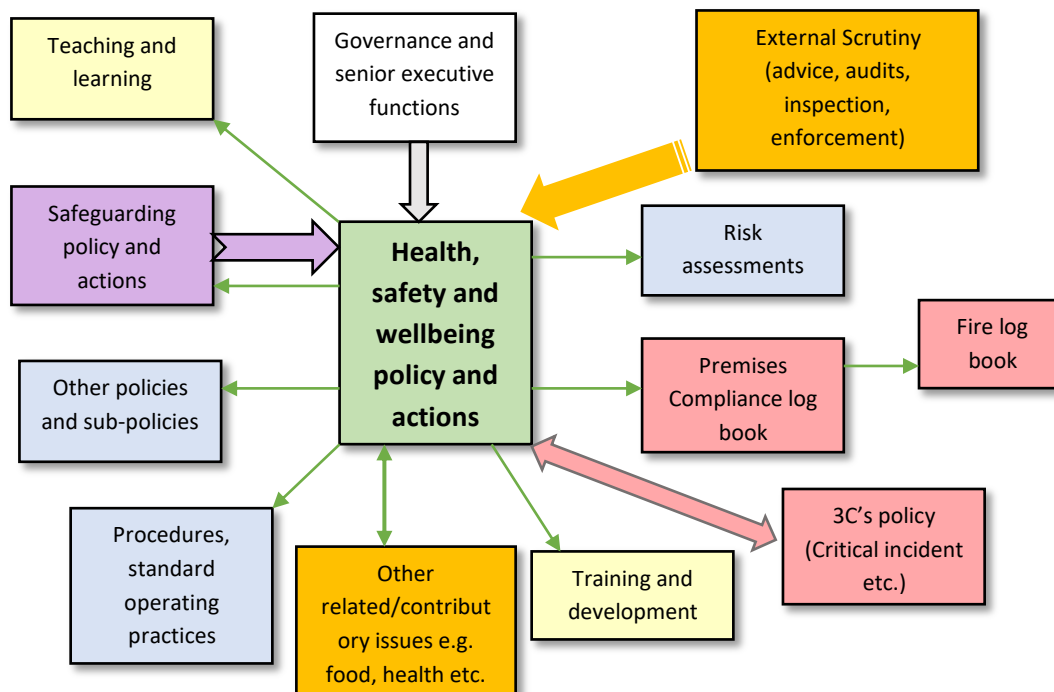 Teaching and
learning
Governance and
senior executive
functions
External Scrutiny
(advice, audits,
inspection,
enforcement)
Safeguarding
policy and
actions
Health,
safety and
wellbeing
policy and
actions
Risk
assessments
Fire log
book
Other policies
and sub-policies
Premises
Compliance log
book
Procedures,
standard
operating
practices
Other
related/contribut
ory issues e.g.
food, health etc.
Training and
development
3C’s policy
(Critical incident
etc.)